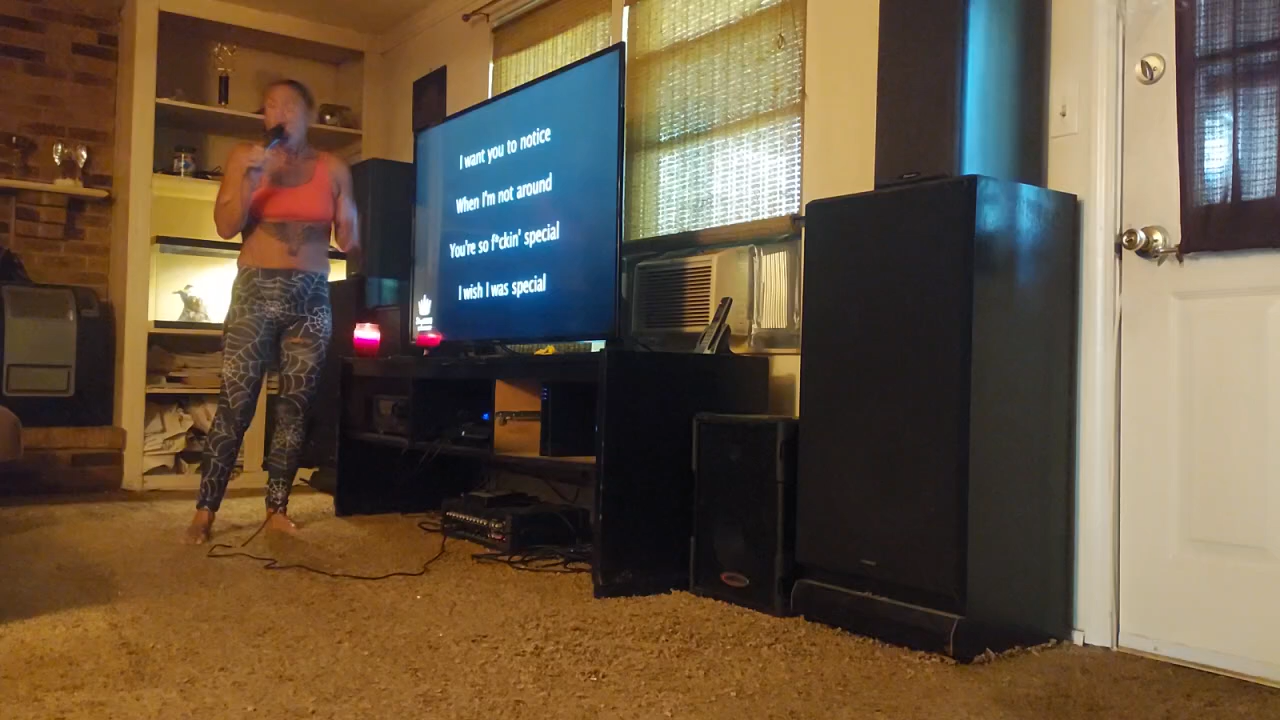 I want you to notice
When I'm not around
You're so f*ckin' special
I wish I was special